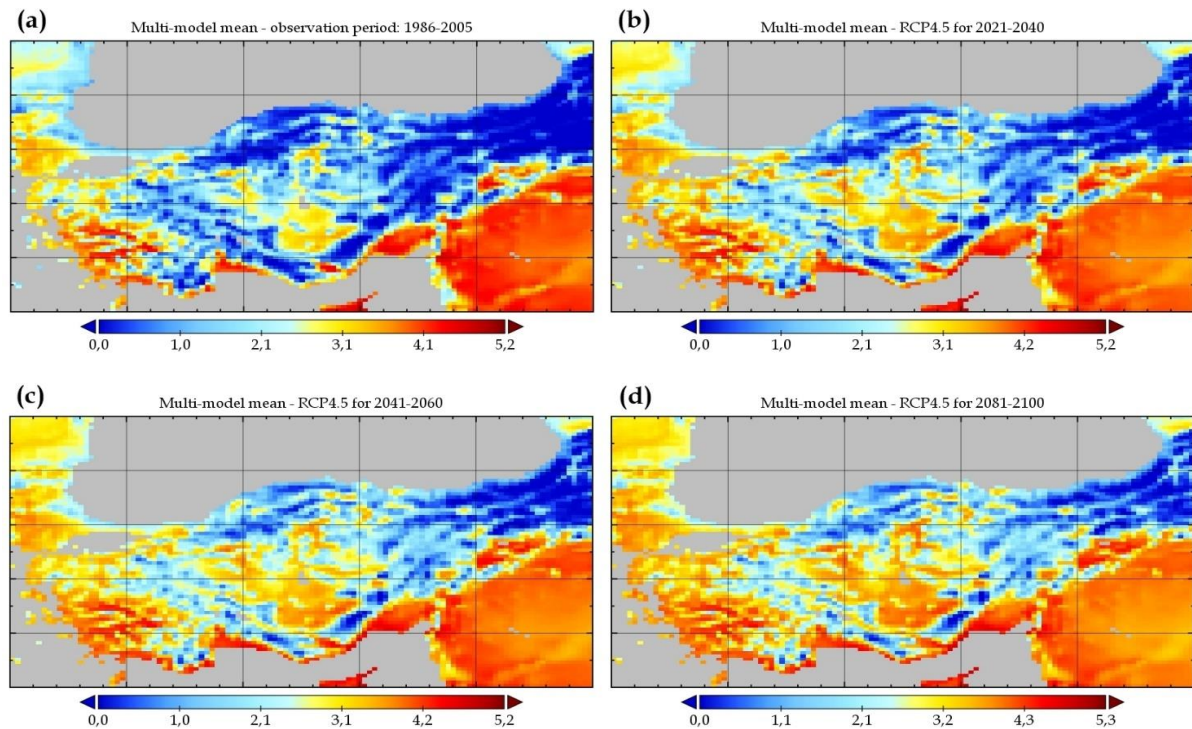 (a)
Multi-model mean - observation period: 1986-2005
0,0 1,0 2,1 3,1 4,1 5,2
(b)
Multi-model mean - RCP4.5 for 2021-2040
0,0 1,0 2,1 3,1 4,2 5,2
(c)
Multi-model mean - RCP4.5 for 2041-2060
0,0 1,0 2,1 3,1 4,2 5,2
(d)
Multi-model mean - RCP4.5 for 2081-2100
0,0 1,1 2,1 3,2 4,3 5,3